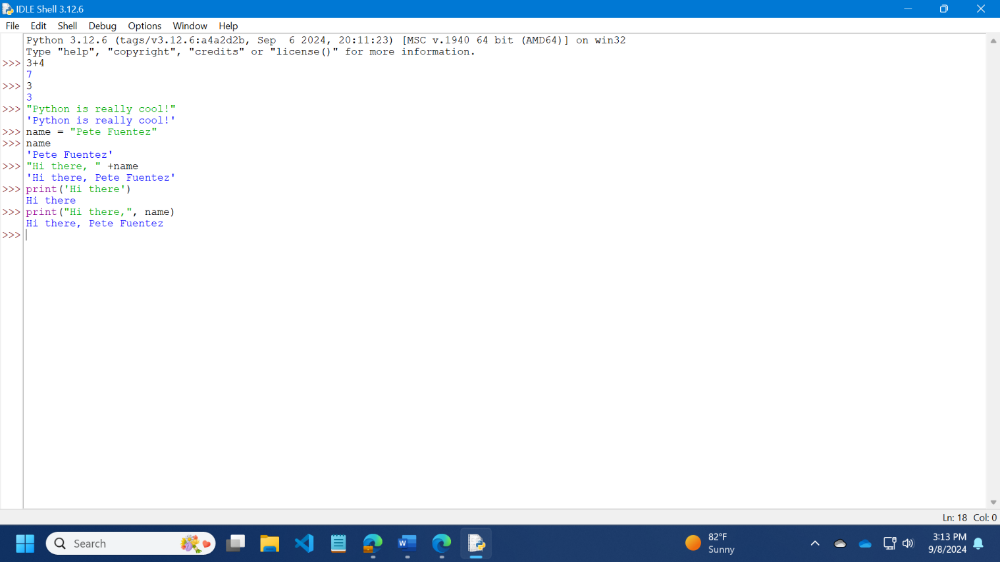 IDLE Shell 3.12.6
File Edit Shell Debug Options Window Help
Python 3.12.6 (tags/v3.12.6:a4a2d2b, Sep  6 2024, 20:11:23) [MSC v.1940 64 bit (AMD64)] on win32
Type "help", "copyright", "credits" or "license()" for more information.
>>> 3+4
7
>>> 3
3
>>> "Python is really cool!"
'Python is really cool!'
>>> name = "Pete Fuentez"
>>> name
'Pete Fuentez'
>>> "Hi there, " +name
'Hi there, Pete Fuentez'
>>> print('Hi there')
Hi there
>>> print("Hi there,", name)
Hi there, Pete Fuentez
>>>
Ln: 18 Col: 0
Search
82°F
Sunny
3:13 PM
9/8/2024